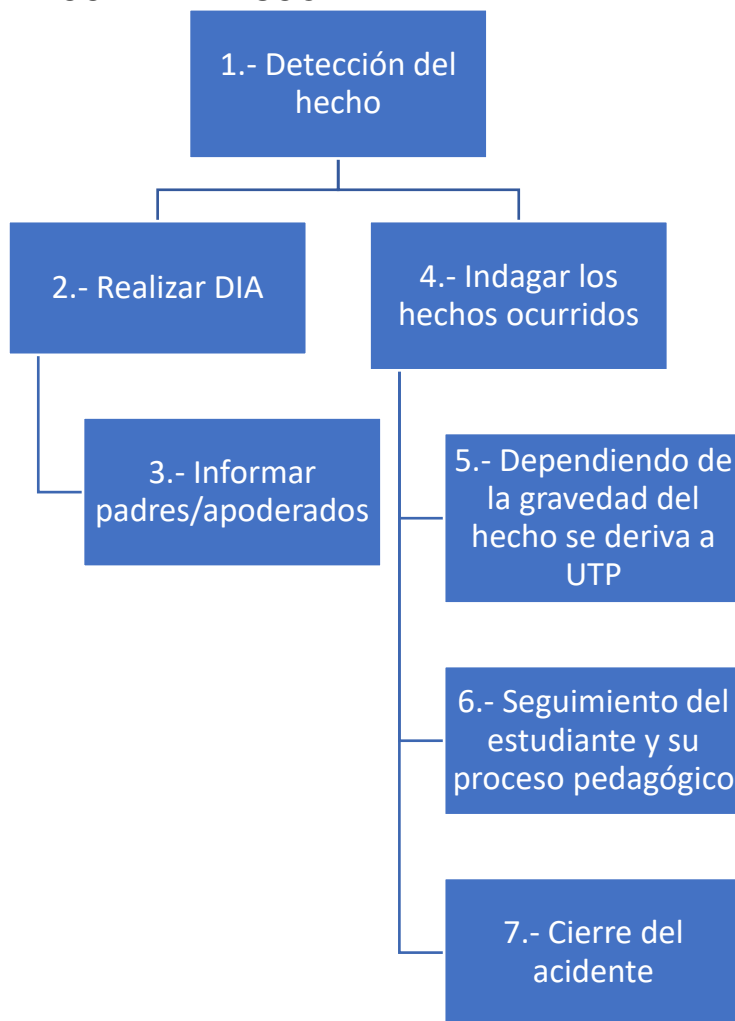 1.- Detección del
hecho
2.- Realizar DIA
3.- Informar
padres/apoderados
4.- Indagar los
hechos ocurridos
5.- Dependiendo de
la gravedad del
hecho se deriva a
UTP
6.- Seguimiento del
estudiante y su
proceso pedagógico
7.- Cierre del
acidente